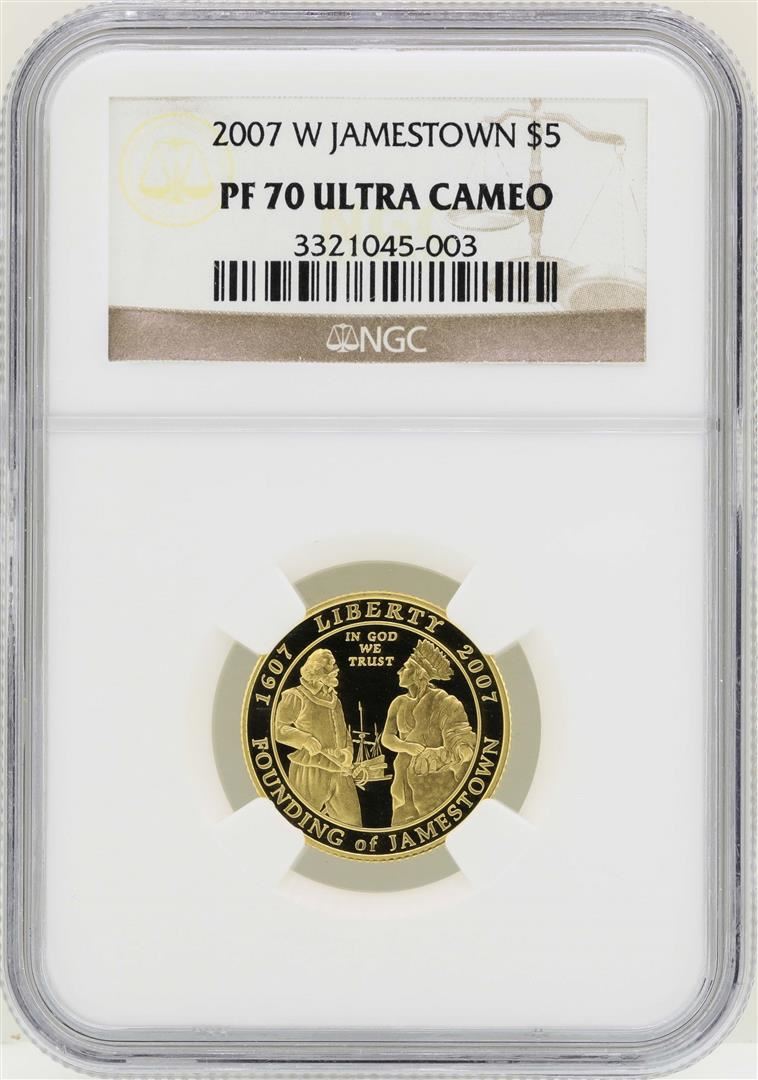 2007 W JAMESTOWN $5
PF 70 ULTRA CAMEO
NGC
3321045-003
NGC
1607 LIBERTY 2007
IN GOD
WE
TRUST
FOUNDING of JAMESTOWN